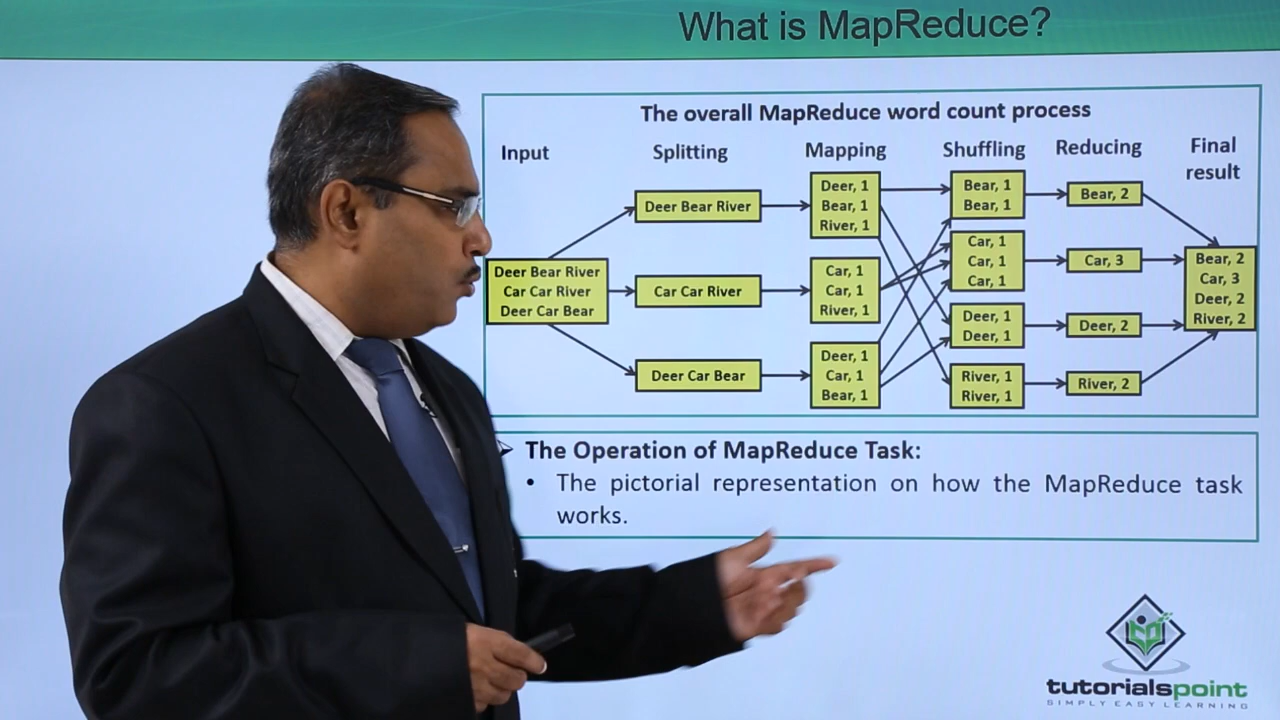 What is MapReduce?
The overall MapReduce word count process
Input
Splitting
Mapping
Shuffling
Reducing
Final
result
Deer Bear River
Car Car River
Deer Car Bear
Deer Bear River
Car Car River
Deer Car Bear
Deer, 1
Bear, 1
River, 1
Car, 1
Car, 1
River, 1
Deer, 1
Car, 1
Bear, 1
Bear, 1
Bear, 1
Car, 1
Car, 1
Car, 1
Deer, 1
Deer, 1
River, 1
River, 1
Bear, 2
Car, 3
Deer, 2
River, 2
Bear, 2
Car, 3
Deer, 2
River, 2
The Operation of MapReduce Task:
• The pictorial representation on how the MapReduce task
works.
tutorialspoint
SIMPLY EASY LEARNING